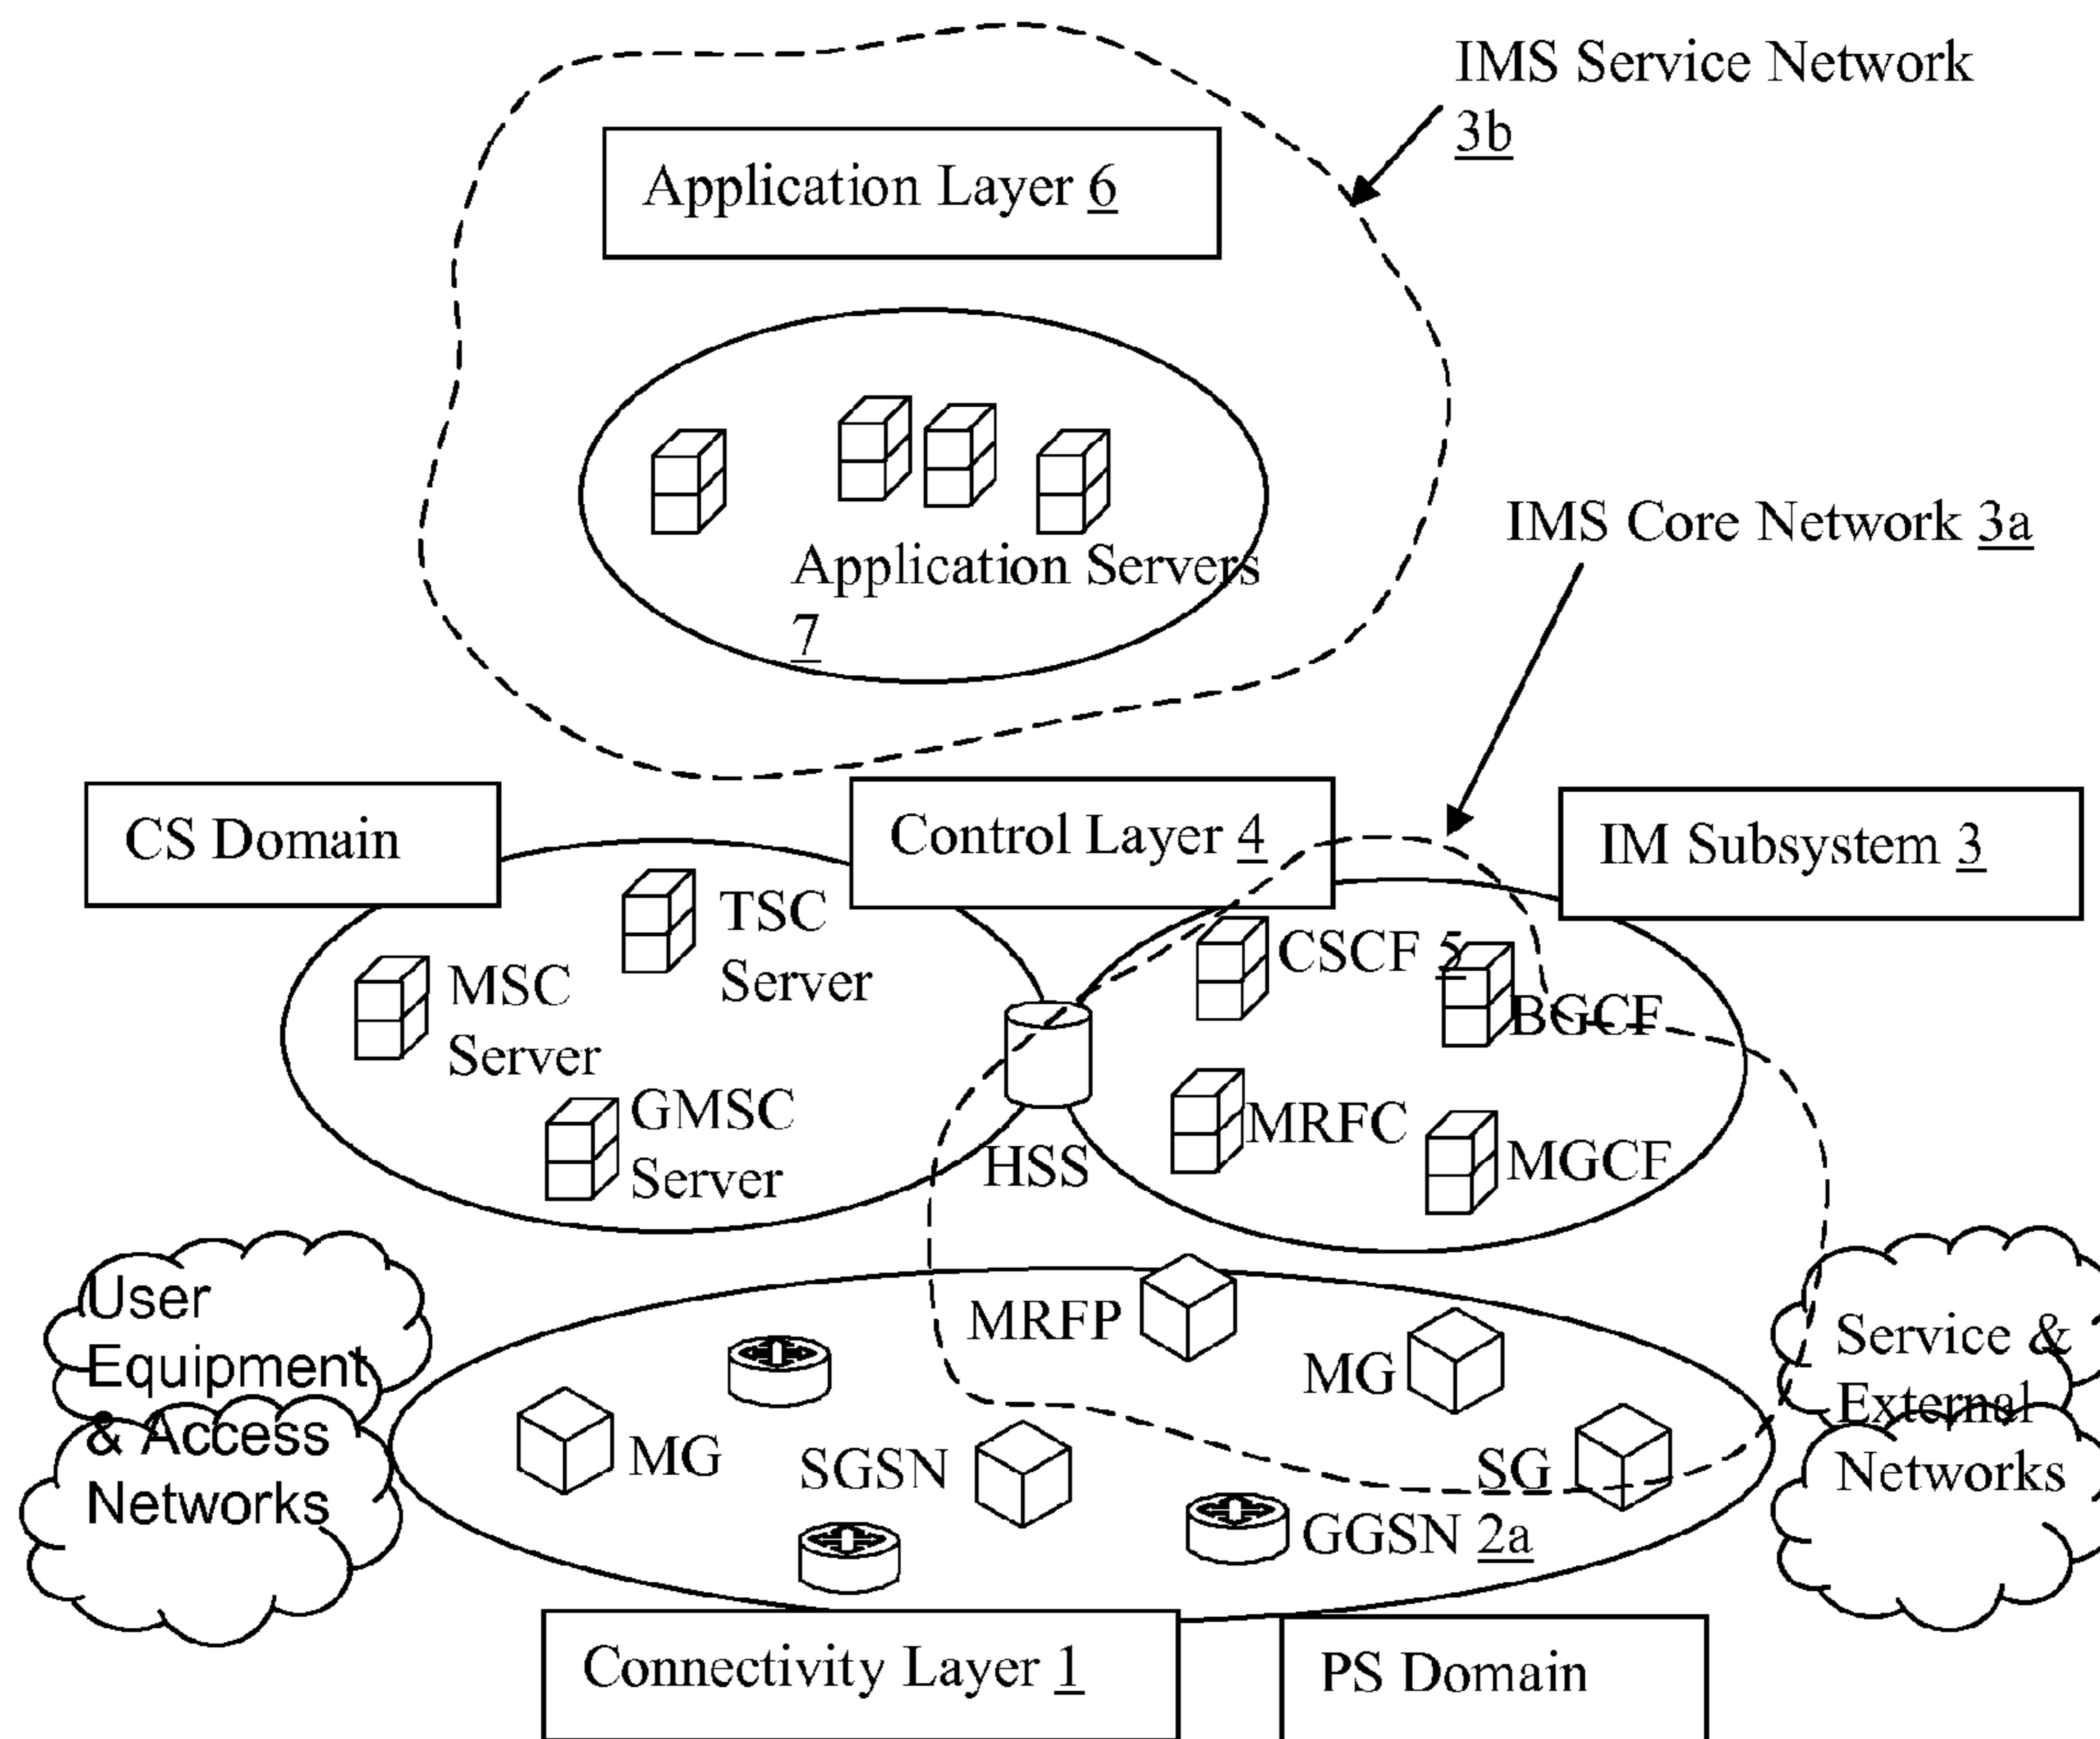 IMS Service Network
3b
Application Layer 6
IMS Core Network 3a
Application Servers
7
CS Domain
Control Layer 4
IM Subsystem 3
TSC
Server
CSCF 5
MSC
Server
BGCF
GMSC
Server
MRFC
HSS
MGCF
User
Equipment
& Access
Networks
MRFP
MG
Service &
External
Networks
MG
SGSN
SG
GGSN 2a
Connectivity Layer 1
PS Domain